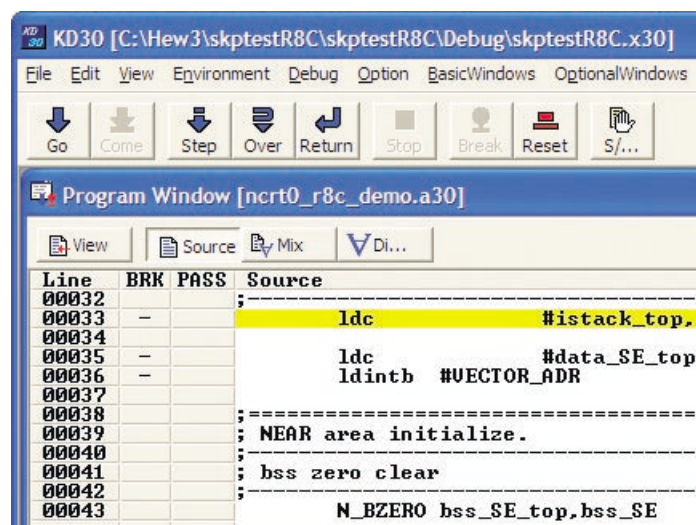 KD30 [C:\Hew3\skptestR8C\skptestR8C\Debug\skptestR8C.x30]
File Edit View Environment Debug Option BasicWindows OptionalWindows
Go Come Step Over Return Stop Break Reset S/...
Program Window [ncrt0_r8c_demo.a30]
View Source Mix Di...
Line BRK PASS Source
00032 ;---------------------------------------------
00033 - ldc #istack_top,
00034
00035 - ldc #data_SE_top
00036 - ldintb #VECTOR_ADR
00037
00038 ;=============================================
00039 ; NEAR area initialize.
00040 ;---------------------------------------------
00041 ; bss zero clear
00042 ;---------------------------------------------
00043 N_BZERO bss_SE_top,bss_SE